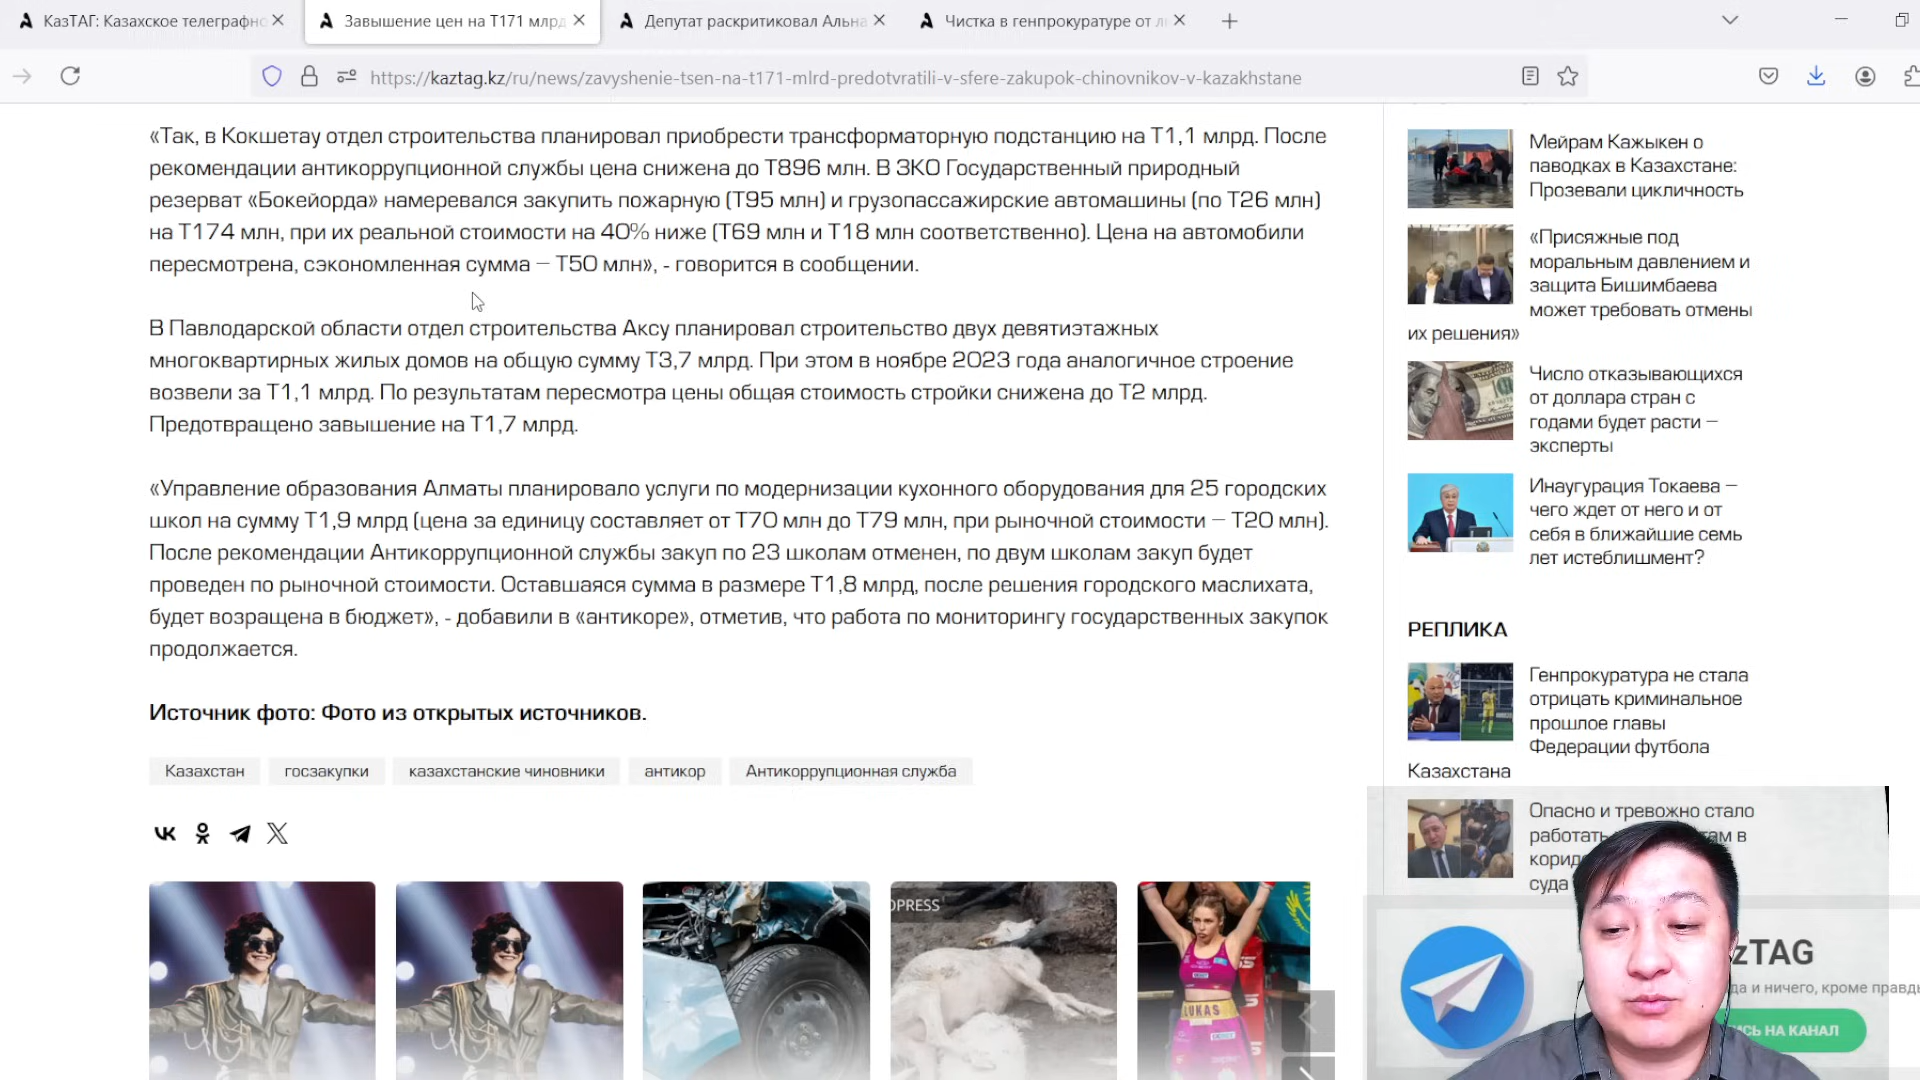 КазТАГ: Казахское телеграфно
Завышение цен на Т171 млрд
Депутат раскритиковал Альна
Чистка в генпрокуратуре от л
https://kaztag.kz/ru/news/zavyshenie-tsen-na-t171-mlrd-predotvratili-v-sfere-zakupok-chinovnikov-v-kazakhstane
«Так, в Кокшетау отдел строительства планировал приобрести трансформаторную подстанцию на Т1,1 млрд. После
рекомендации антикоррупционной службы цена снижена до Т896 млн. В ЗКО Государственный природный
резерват «Бокейорда» намеревался закупить пожарную (Т95 млн) и грузопассажирские автомашины (по Т26 млн)
на Т174 млн, при их реальной стоимости на 40% ниже (Т69 млн и Т18 млн соответственно). Цена на автомобили
пересмотрена, сэкономленная сумма – Т50 млн», - говорится в сообщении.
В Павлодарской области отдел строительства Аксу планировал строительство двух девятиэтажных
многоквартирных жилых домов на общую сумму Т3,7 млрд. При этом в ноябре 2023 года аналогичное строение
возвели за Т1,1 млрд. По результатам пересмотра цены общая стоимость стройки снижена до Т2 млрд.
Предотвращено завышение на Т1,7 млрд.
«Управление образования Алматы планировало услуги по модернизации кухонного оборудования для 25 городских
школ на сумму Т1,9 млрд (цена за единицу составляет от Т70 млн до Т79 млн, при рыночной стоимости – Т20 млн).
После рекомендации Антикоррупционной службы закуп по 23 школам отменен, по двум школам закуп будет
проведен по рыночной стоимости. Оставшаяся сумма в размере Т1,8 млрд, после решения городского маслихата,
будет возращена в бюджет», - добавили в «антикоре», отметив, что работа по мониторингу государственных закупок
продолжается.
Источник фото: Фото из открытых источников.
Казахстан
госзакупки
казахстанские чиновники
антикор
Антикоррупционная служба
OPRESS
LUKAS
Мейрам Кажыкен о
паводках в Казахстане:
Прозевали цикличность
«Присяжные под
моральным давлением и
защита Бишимбаева
может требовать отмены
их решения»
Число отказывающихся
от доллара стран с
годами будет расти –
эксперты
Инаугурация Токаева –
чего ждет от него и от
себя в ближайшие семь
лет истеблишмент?
РЕПЛИКА
Генпрокуратура не стала
отрицать криминальное
прошлое главы
Федерации футбола
Казахстана
Опасно и тревожно стало
работать
суда
zTAG
да и ничего, кроме правды
ИСЬ НА КАНАЛ